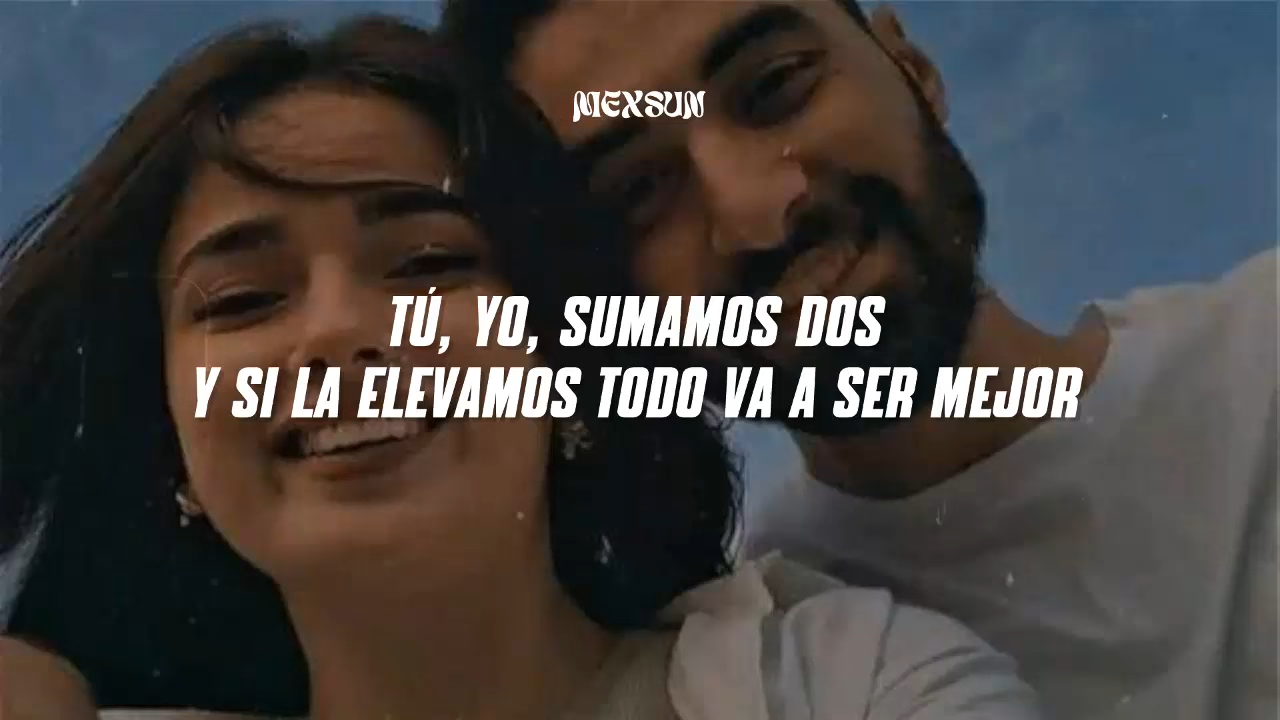 MEXSUN
TÚ, YO, SUMAMOS DOS
Y SI LA ELEVAMOS TODO VA A SER MEJOR